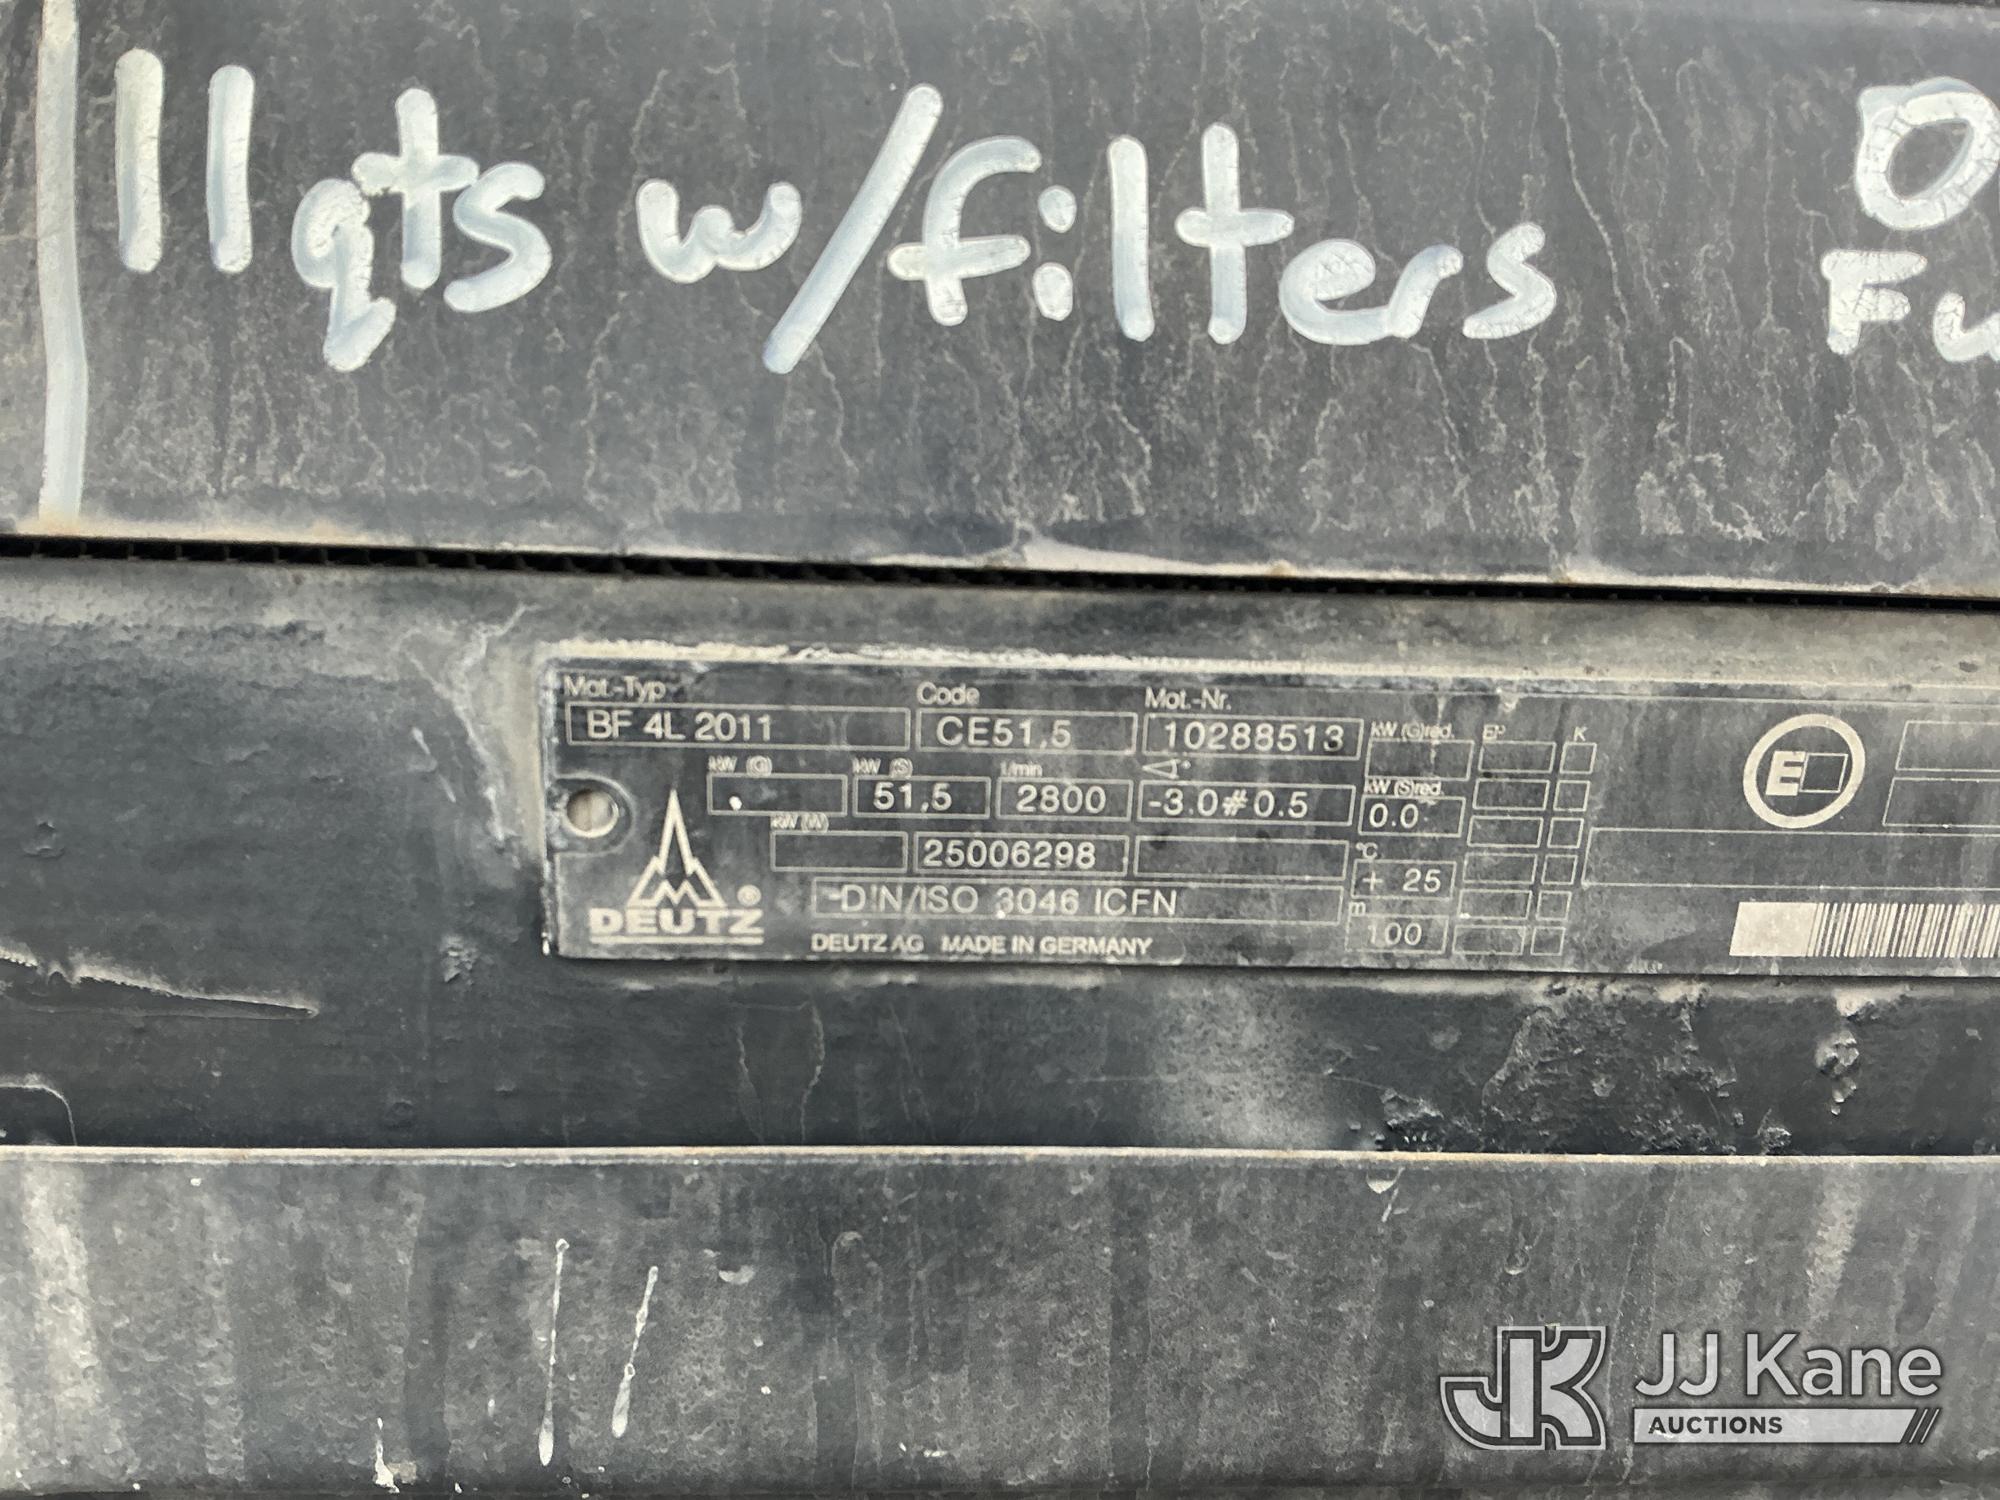 11qts w/filters
Mot.-Typ Code Mot.-Nr.
BF 4L 2011 CE51,5 10288513 kW (G)red. EP K
kW (G) kW (S) 1/min
51,5 2800 -3.0#0.5 kW (S)red. 0.0
kW (W)
25006298 °C
+ 25
-DIN/ISO 3046 ICFN m
100
DEUTZ®
DEUTZ AG MADE IN GERMANY
E
JK JJ Kane
AUCTIONS